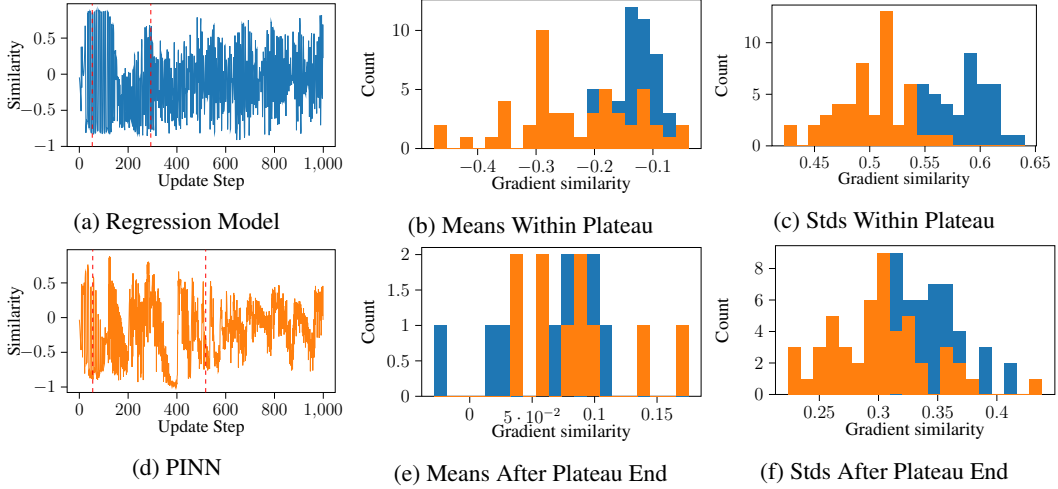 0.5
0
−0.5
−1
0 200 400 600 800 1,000
Similarity
Update Step
(a) Regression Model
10
5
0
−0.4 −0.3 −0.2 −0.1
Count
Gradient similarity
(b) Means Within Plateau
10
5
0
0.45 0.5 0.55 0.6 0.65
Count
Gradient similarity
(c) Stds Within Plateau
0.5
0
−0.5
−1
0 200 400 600 800 1,000
Similarity
Update Step
(d) PINN
2
1.5
1
0.5
0
0 5 · 10⁻² 0.1 0.15
Count
Gradient similarity
(e) Means After Plateau End
8
6
4
2
0
0.25 0.3 0.35 0.4
Count
Gradient similarity
(f) Stds After Plateau End